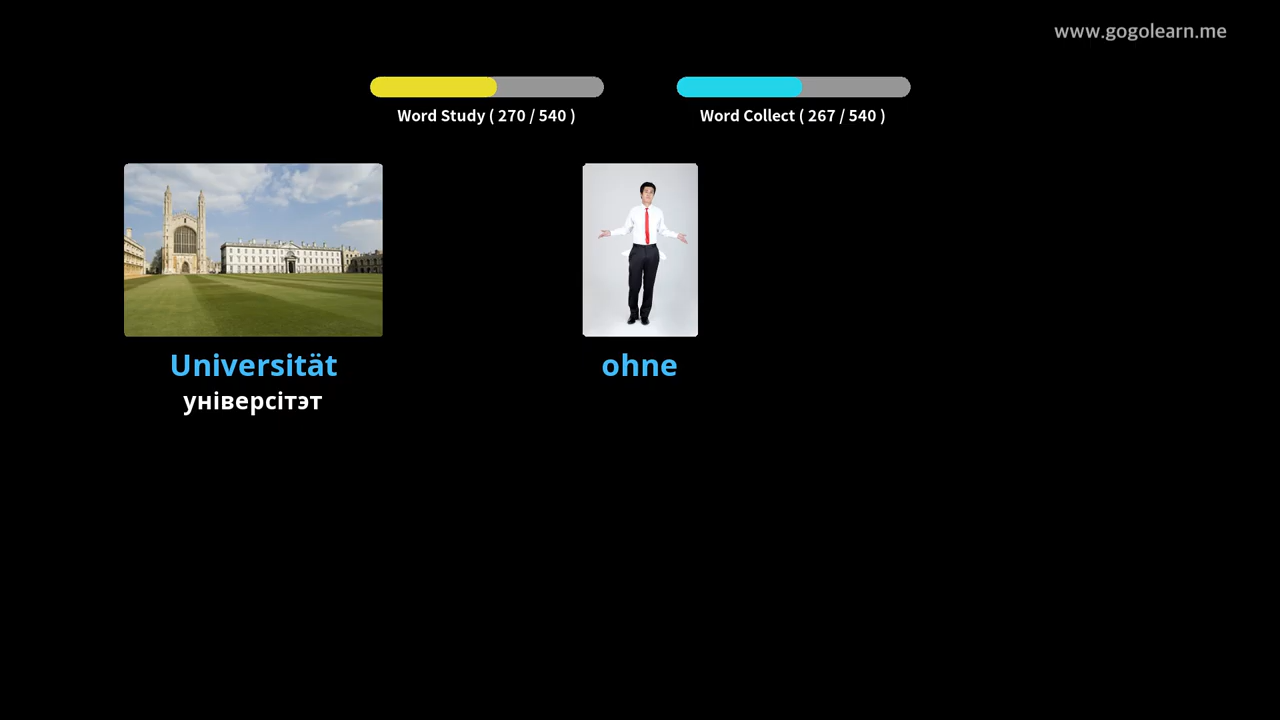 www.gogolearn.me
Word Study ( 270 / 540 )
Word Collect ( 267 / 540 )
Universität
ohne
універсітэт